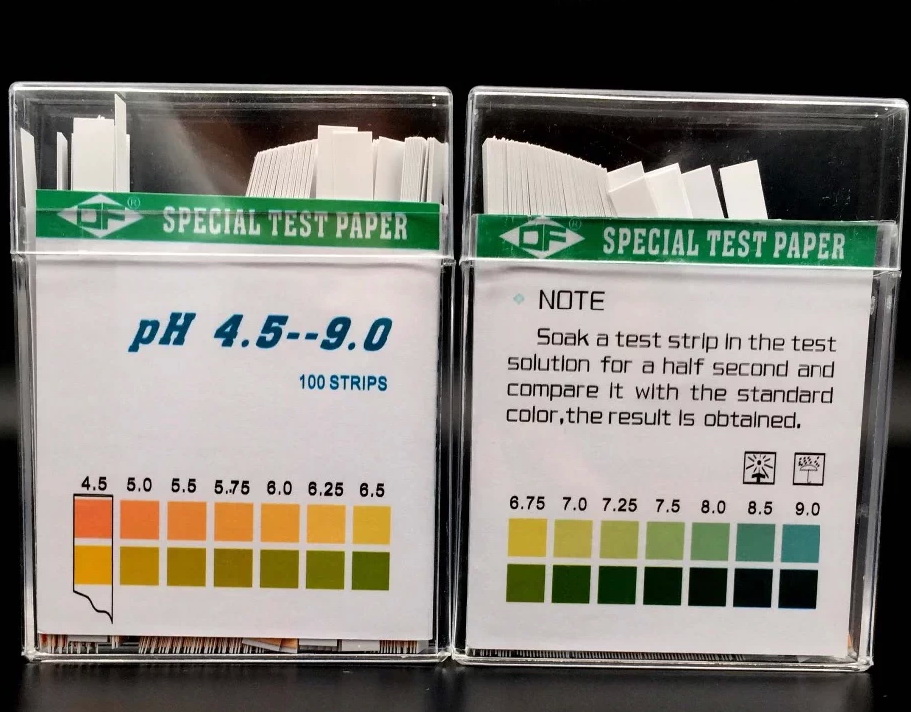 DF® SPECIAL TEST PAPER
pH 4.5--9.0
100 STRIPS
4.5 5.0 5.5 5.75 6.0 6.25 6.5
DF® SPECIAL TEST PAPER
NOTE
Soak a test strip in the test
solution for a half second and
compare it with the standard
color,the result is obtained.
6.75 7.0 7.25 7.5 8.0 8.5 9.0